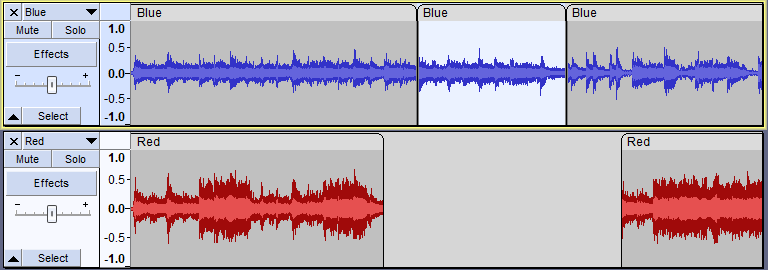 Blue
Mute Solo
Effects
- +
Select
1.0
0.5
0.0
-0.5
-1.0
Blue Blue Blue
Red
Mute Solo
Effects
- +
Select
1.0
0.5
0.0
-0.5
-1.0
Red Red